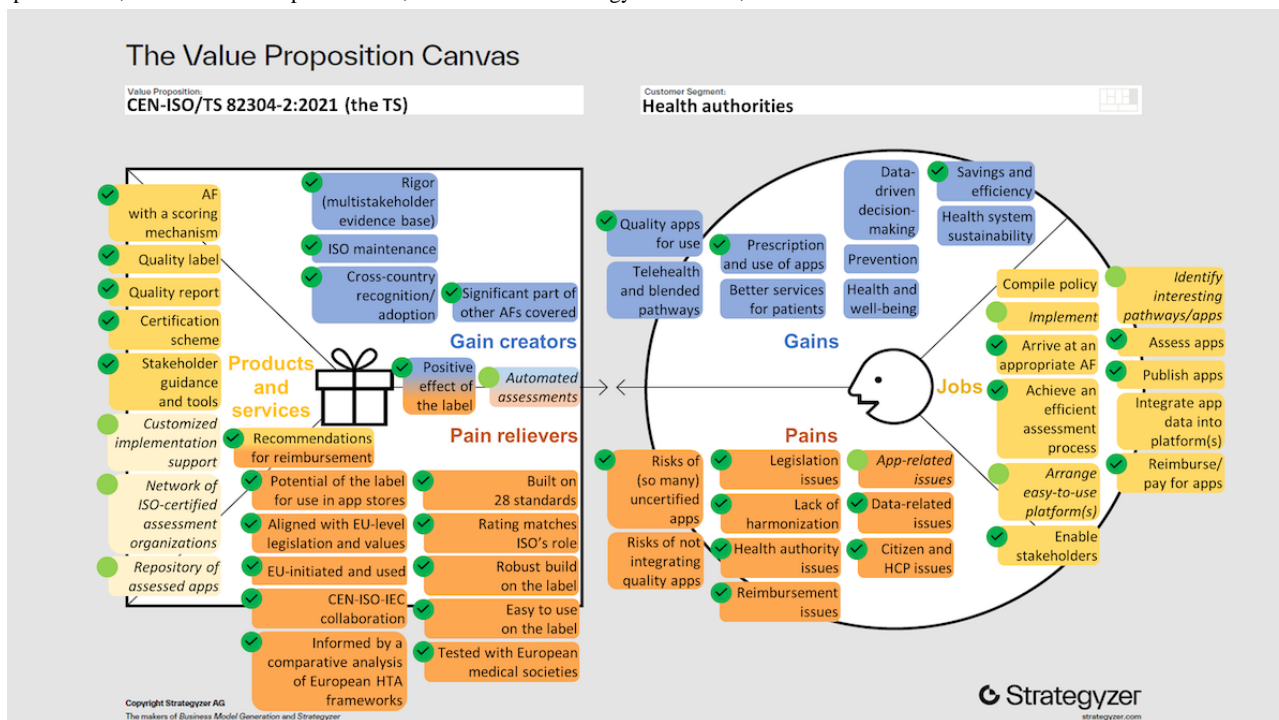 The Value Proposition Canvas
Value Proposition:
CEN-ISO/TS 82304-2:2021 (the TS)
Customer Segment:
Health authorities
AF
with a scoring
mechanism
Quality label
Quality report
Certification
scheme
Stakeholder
guidance
and tools
Customized
implementation
support
Network of
ISO-certified
assessment
organizations
Repository of
assessed apps
Products
and
services
Recommendations
for reimbursement
Rigor
(multistakeholder
evidence base)
ISO maintenance
Cross-country
recognition/
adoption
Significant part of
other AFs covered
Gain creators
Positive
effect of
the label
Automated
assessments
Pain relievers
Potential of the label
for use in app stores
Aligned with EU-level
legislation and values
EU-initiated and used
CEN-ISO-IEC
collaboration
Informed by a
comparative analysis
of European HTA
frameworks
Built on
28 standards
Rating matches
ISO's role
Robust build
on the label
Easy to use
on the label
Tested with European
medical societies
Quality apps
for use
Telehealth
and blended
pathways
Prescription
and use of apps
Better services
for patients
Data-
driven
decision-
making
Prevention
Health and
well-being
Savings and
efficiency
Health system
sustainability
Gains
Pains
Risks of
(so many)
uncertified
apps
Risks of not
integrating
quality apps
Legislation
issues
Lack of
harmonization
Health authority
issues
Reimbursement
issues
App-related
issues
Data-related
issues
Citizen and
HCP issues
Jobs
Compile policy
Implement
Arrive at an
appropriate AF
Achieve an
efficient
assessment
process
Arrange
easy-to-use
platform(s)
Enable
stakeholders
Identify
interesting
pathways/apps
Assess apps
Publish apps
Integrate app
data into
platform(s)
Reimburse/
pay for apps
Copyright Strategyzer AG
The makers of Business Model Generation and Strategyzer
Strategyzer
strategyzer.com